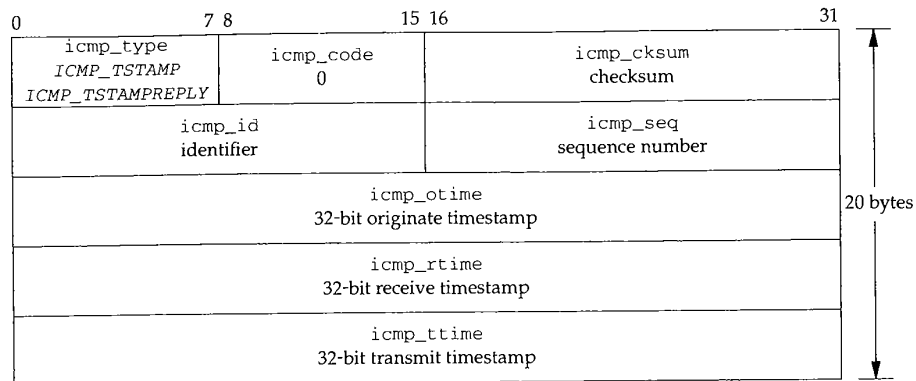 0 7 8 15 16 31
icmp_type
ICMP_TSTAMP
ICMP_TSTAMPREPLY
icmp_code
0
icmp_cksum
checksum
icmp_id
identifier
icmp_seq
sequence number
icmp_otime
32-bit originate timestamp
20 bytes
icmp_rtime
32-bit receive timestamp
icmp_ttime
32-bit transmit timestamp